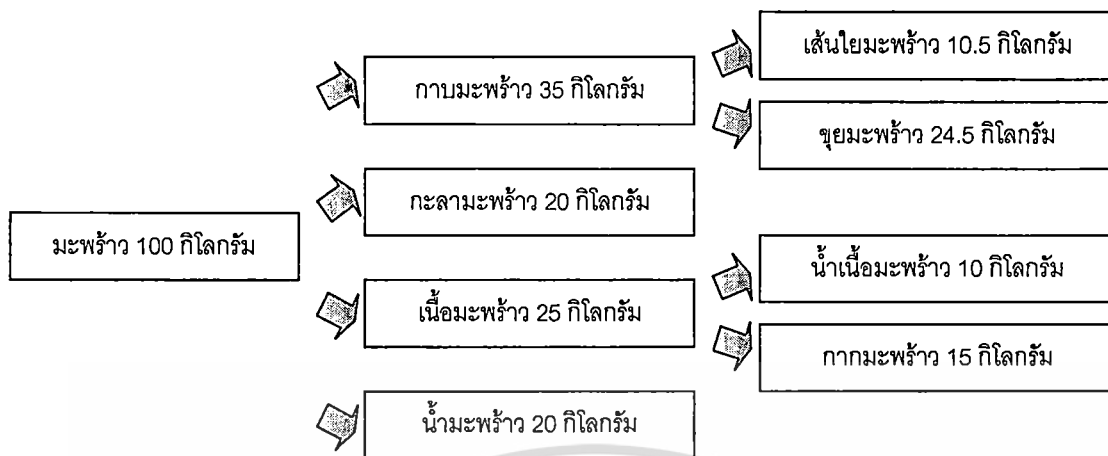 เส้นใยมะพร้าว 10.5 กิโลกรัม
กาบมะพร้าว 35 กิโลกรัม
ขุยมะพร้าว 24.5 กิโลกรัม
กะลามะพร้าว 20 กิโลกรัม
มะพร้าว 100 กิโลกรัม
น้ำเนื้อมะพร้าว 10 กิโลกรัม
เนื้อมะพร้าว 25 กิโลกรัม
กากมะพร้าว 15 กิโลกรัม
น้ำมะพร้าว 20 กิโลกรัม